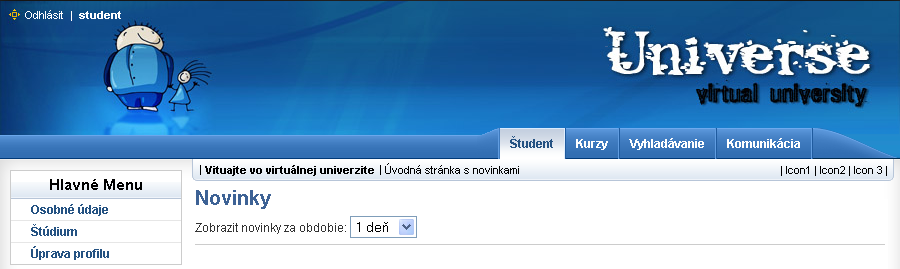 Odhlásit | student
Universe
virtual university
Študent Kurzy Vyhladávanie Komunikácia
| Vituajte vo virtuálnej univerzite | Úvodná stránka s novinkami | Icon1 | Icon2 | Icon 3 |
Hlavné Menu
Osobné údaje
Štúdium
Úprava profilu
Novinky
Zobrazit novinky za obdobie: 1 deň